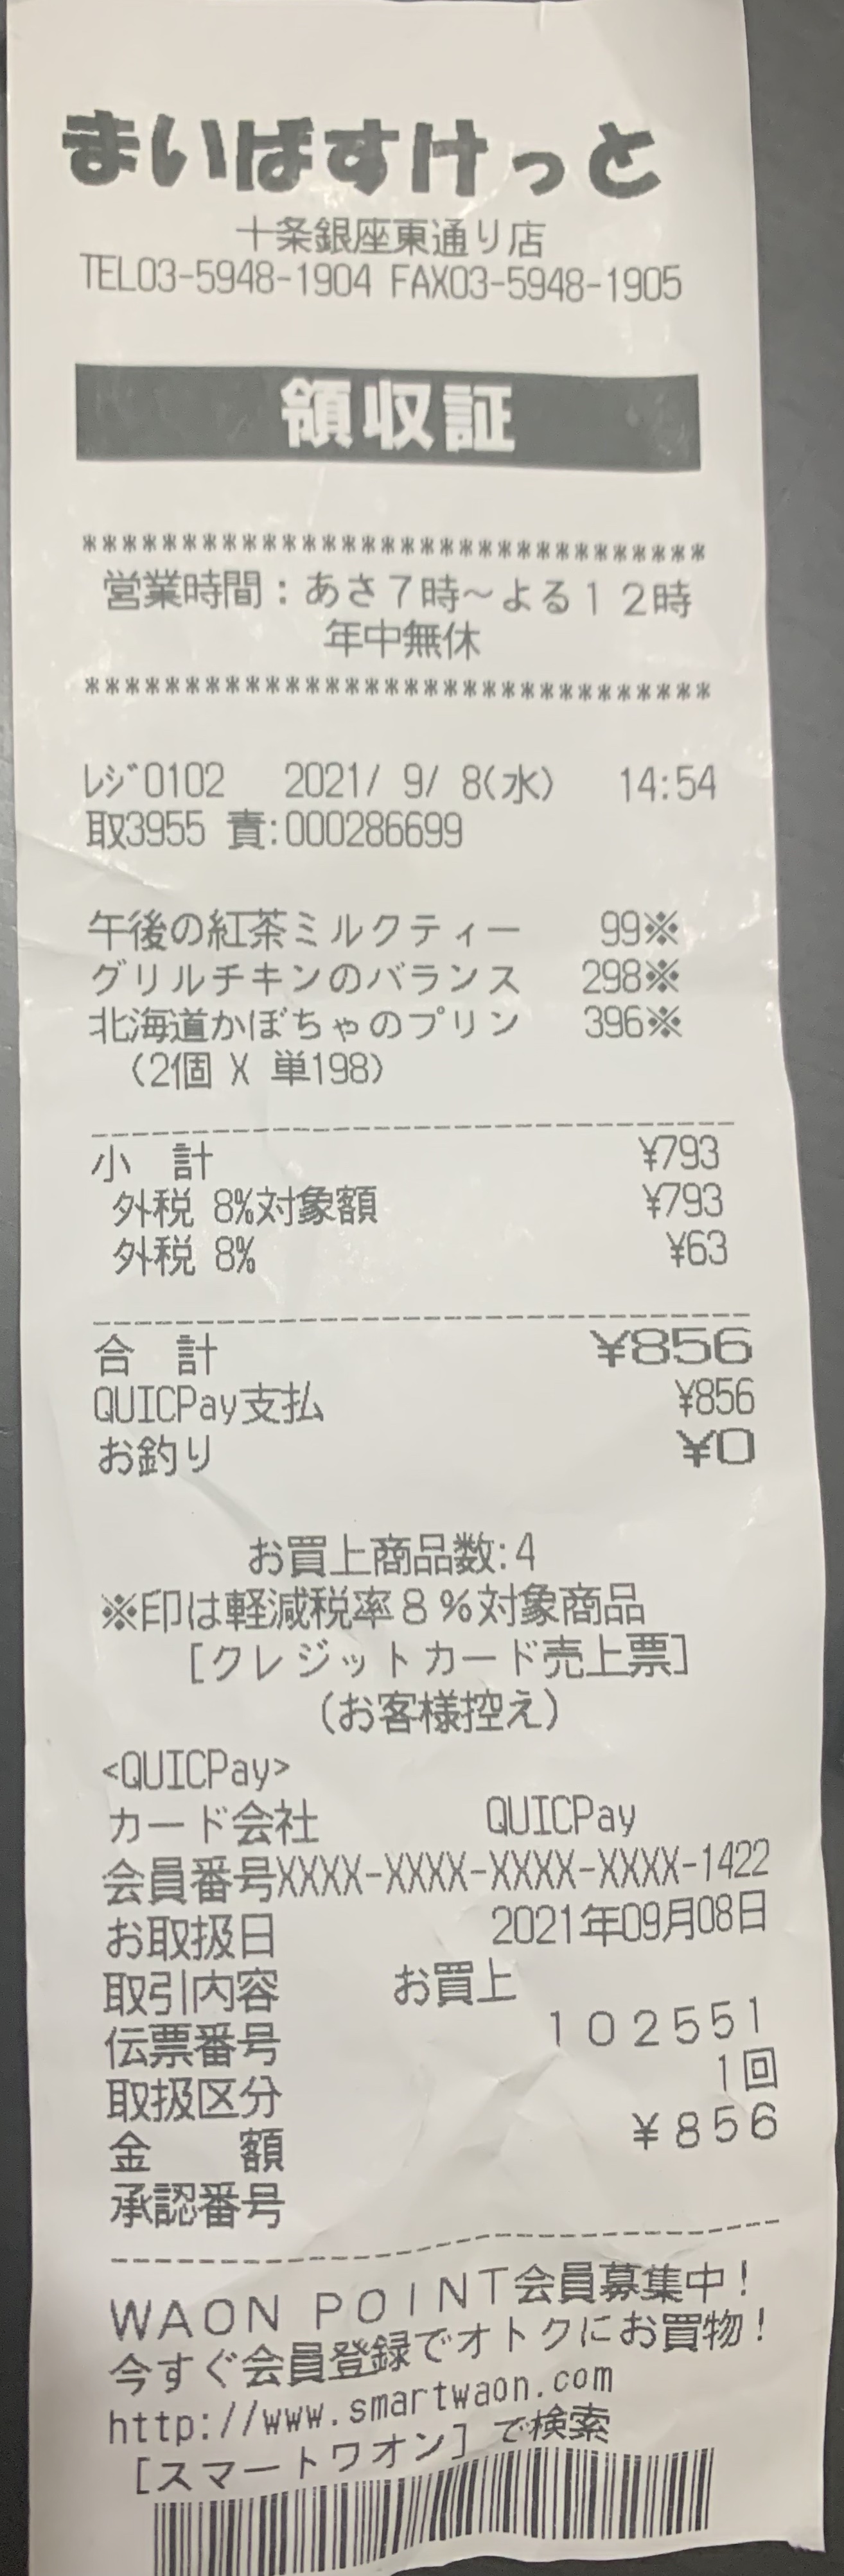 まいばすけっと
十条銀座東通り店
TEL03-5948-1904 FAX03-5948-1905
領収証
********************************
営業時間：あさ７時～よる１２時
年中無休
********************************
ﾚｼﾞ0102 2021/ 9/ 8(水) 14:54
取3955 責:000286699
午後の紅茶ミルクティー 99※
グリルチキンのバランス 298※
北海道かぼちゃのプリン 396※
(2個 X 単198)
小 計 ¥793
外税 8%対象額 ¥793
外税 8% ¥63
合 計 ¥856
QUICPay支払 ¥856
お釣り ¥0
お買上商品数:4
※印は軽減税率８％対象商品
[クレジットカード売上票]
(お客様控え)
<QUICPay>
カード会社 QUICPay
会員番号XXXX-XXXX-XXXX-XXXX-1422
お取扱日 2021年09月08日
取引内容 お買上
伝票番号 １０２５５１
取扱区分 1回
金 額 ￥８５６
承認番号
ＷＡＯＮ ＰＯＩＮＴ会員募集中！
今すぐ会員登録でオトクにお買物！
http://www.smartwaon.com
[スマートワオン]で検索